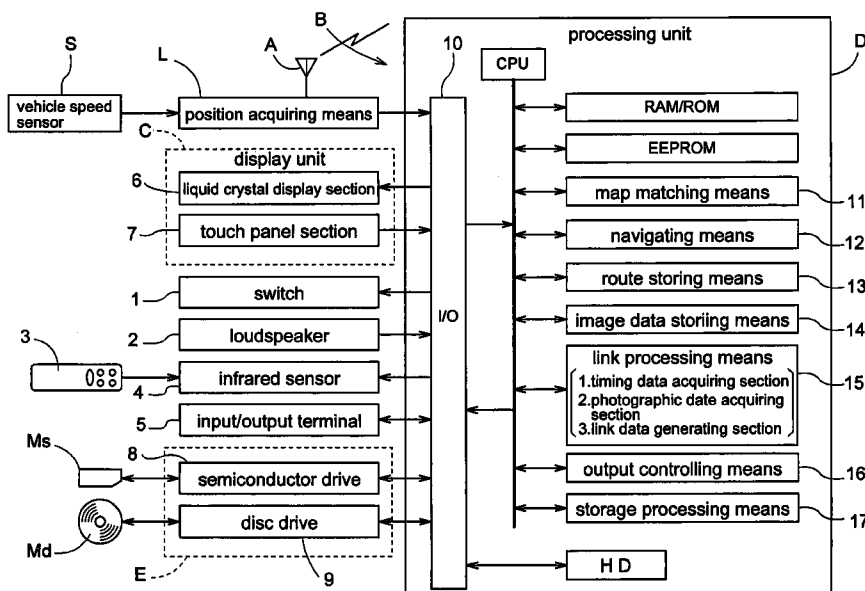 processing unit
D
S
L
A
B
10
CPU
vehicle speed
sensor
position acquiring means
RAM/ROM
C
display unit
EEPROM
6
liquid crystal display section
map matching means
11
7
touch panel section
navigating means
12
1
switch
route storing means
13
2
loudspeaker
I/O
image data storiing means
14
3
4
infrared sensor
link processing means
1.timing data acquiring section
2.photographic date acquiring
section
3.link data generating section
15
5
input/output terminal
Ms
8
semiconductor drive
output controlling means
16
disc drive
storage processing means
17
Md
E
9
HD